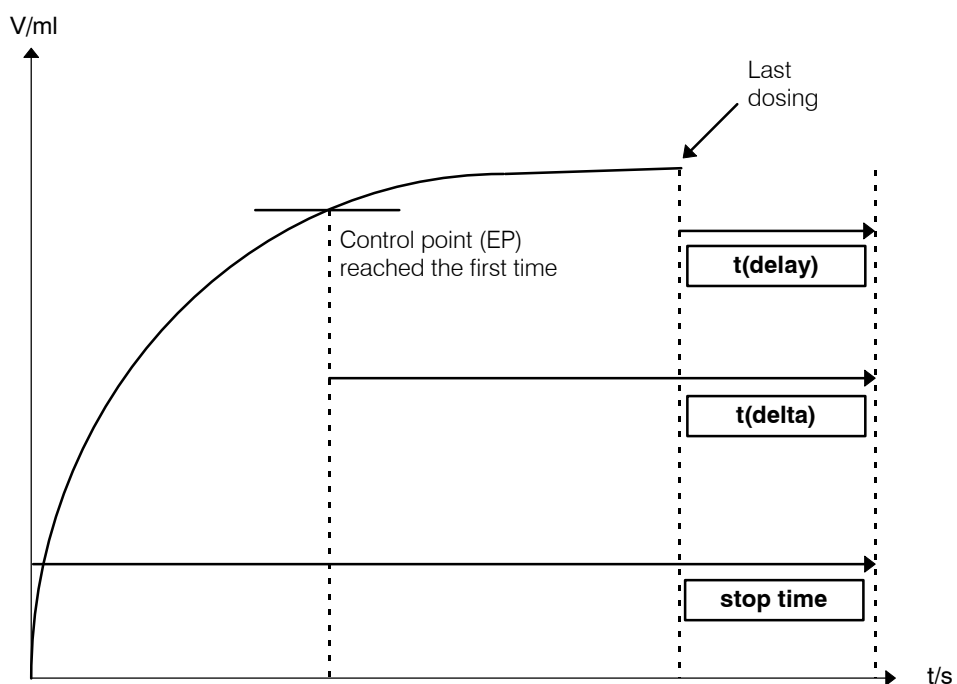 V/ml
Last
dosing
Control point (EP)
reached the first time
t(delay)
t(delta)
stop time
t/s